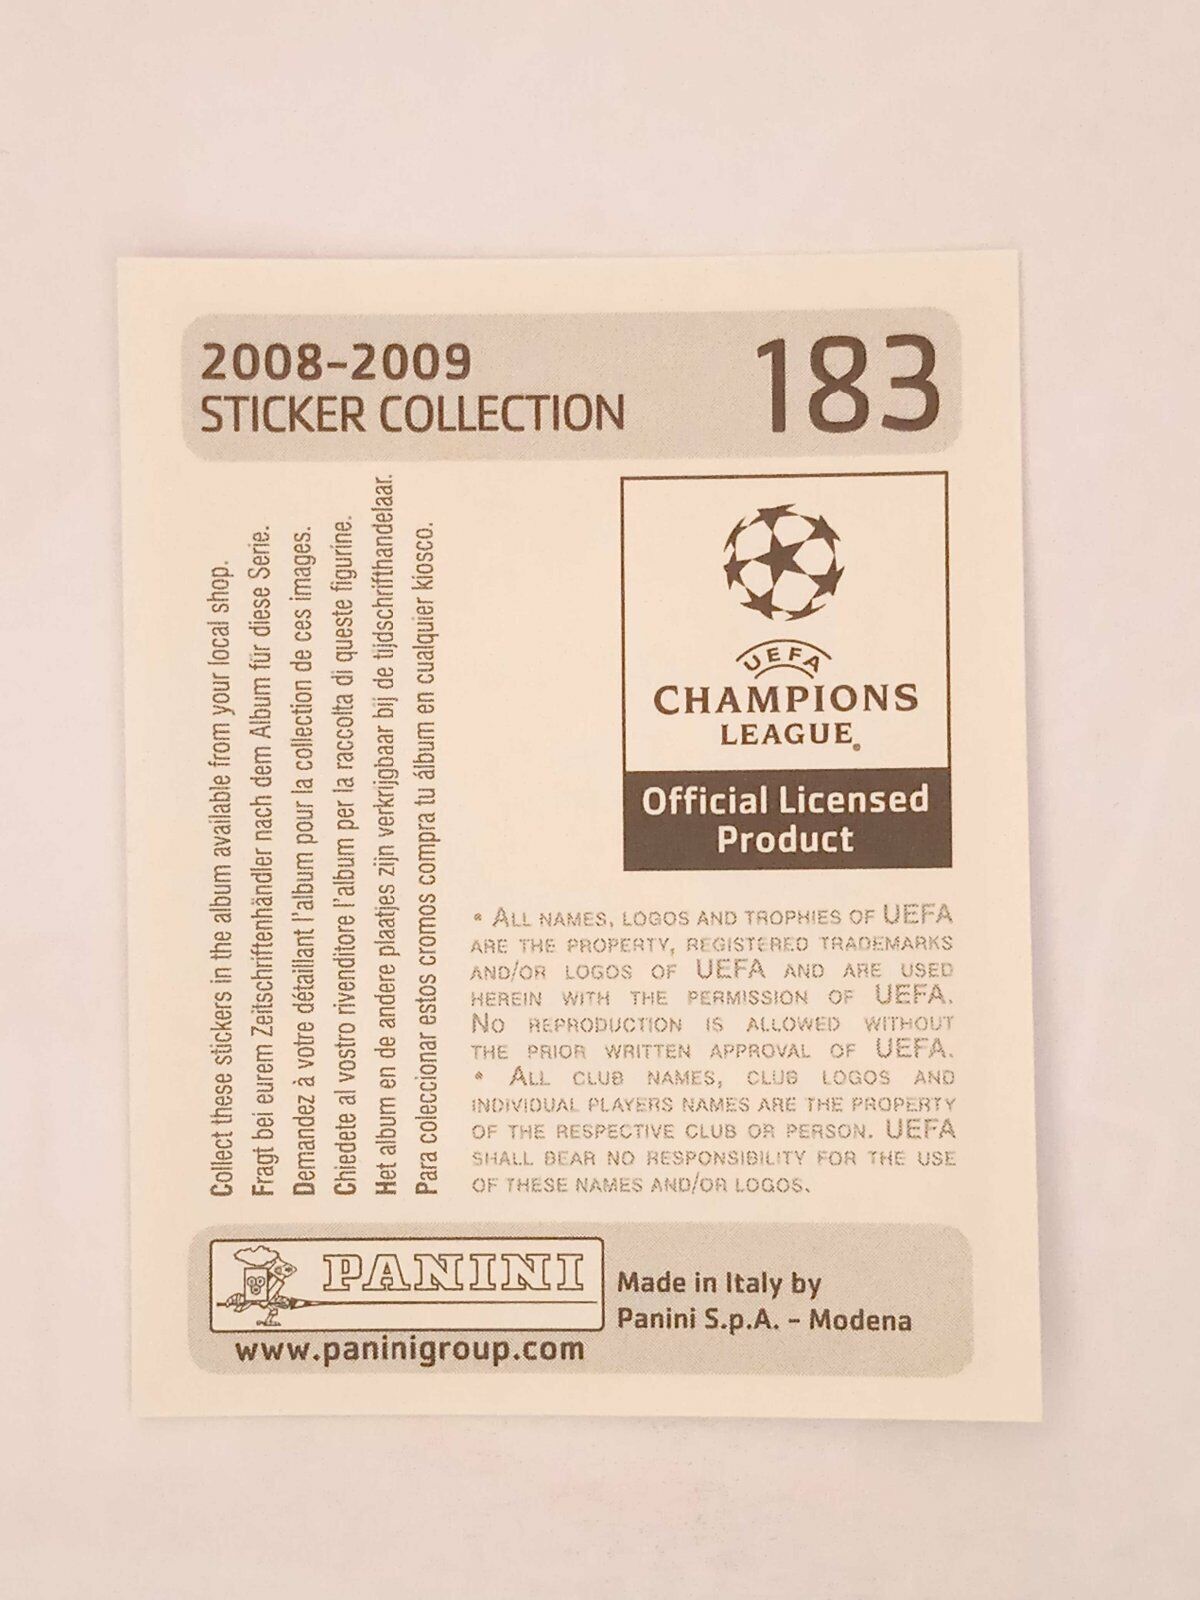 2008-2009
STICKER COLLECTION
183
Collect these stickers in the album available from your local shop.
Fragt bei eurem Zeitschriftenhändler nach dem Album für diese Serie.
Demandez à votre détaillant l'album pour la collection de ces images.
Chiedete al vostro rivenditore l'album per la raccolta di queste figurine.
Het album en de andere plaatjes zijn verkrijgbaar bij de tijdschrifthandelaar.
Para coleccionar estos cromos compra tu álbum en cualquier kiosco.
UEFA
CHAMPIONS
LEAGUE®
Official Licensed
Product
• ALL NAMES, LOGOS AND TROPHIES OF UEFA
ARE THE PROPERTY, REGISTERED TRADEMARKS
AND/OR LOGOS OF UEFA AND ARE USED
HEREIN WITH THE PERMISSION OF UEFA.
NO REPRODUCTION IS ALLOWED WITHOUT
THE PRIOR WRITTEN APPROVAL OF UEFA.
• ALL CLUB NAMES, CLUB LOGOS AND
INDIVIDUAL PLAYERS NAMES ARE THE PROPERTY
OF THE RESPECTIVE CLUB OR PERSON. UEFA
SHALL BEAR NO RESPONSIBILITY FOR THE USE
OF THESE NAMES AND/OR LOGOS.
PANINI
www.paninigroup.com
Made in Italy by
Panini S.p.A. - Modena